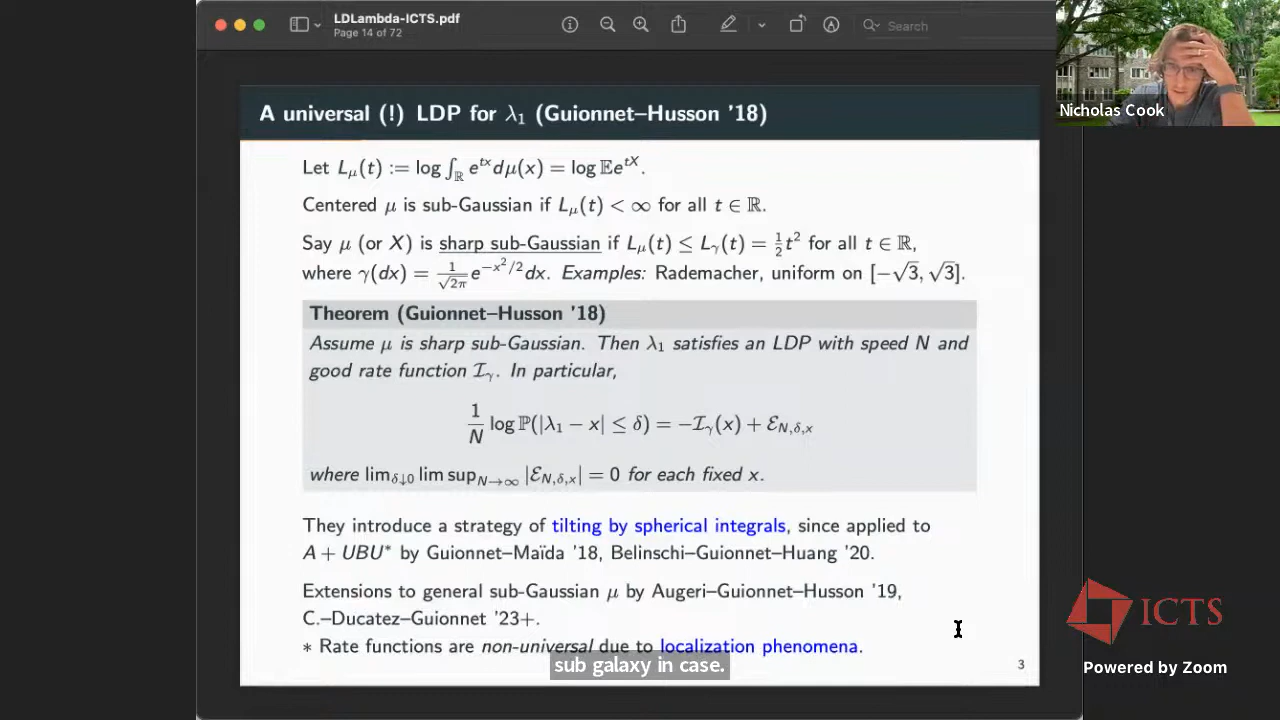 LDLambda-ICTS.pdf
Page 14 of 72
Search
Nicholas Cook
A universal (!) LDP for λ₁ (Guionnet–Husson '18)
Let L_μ(t) := log ∫_ℝ e^{tx} dμ(x) = log 𝔼e^{tX}.
Centered μ is sub-Gaussian if L_μ(t) < ∞ for all t ∈ ℝ.
Say μ (or X) is sharp sub-Gaussian if L_μ(t) ≤ L_γ(t) = ½t² for all t ∈ ℝ,
where γ(dx) = 1/√(2π) e^{−x²/2}dx. Examples: Rademacher, uniform on [−√3, √3].
Theorem (Guionnet–Husson '18)
Assume μ is sharp sub-Gaussian. Then λ₁ satisfies an LDP with speed N and
good rate function 𝓘_γ. In particular,
1/N log ℙ(|λ₁ − x| ≤ δ) = −𝓘_γ(x) + 𝓔_{N,δ,x}
where lim_{δ↓0} lim sup_{N→∞} |𝓔_{N,δ,x}| = 0 for each fixed x.
They introduce a strategy of tilting by spherical integrals, since applied to
A + UBU* by Guionnet–Maïda '18, Belinschi–Guionnet–Huang '20.
Extensions to general sub-Gaussian μ by Augeri–Guionnet–Husson '19,
C.–Ducatez–Guionnet '23+.
* Rate functions are non-universal due to localization phenomena.
sub galaxy in case.
3
ICTS
Powered by Zoom